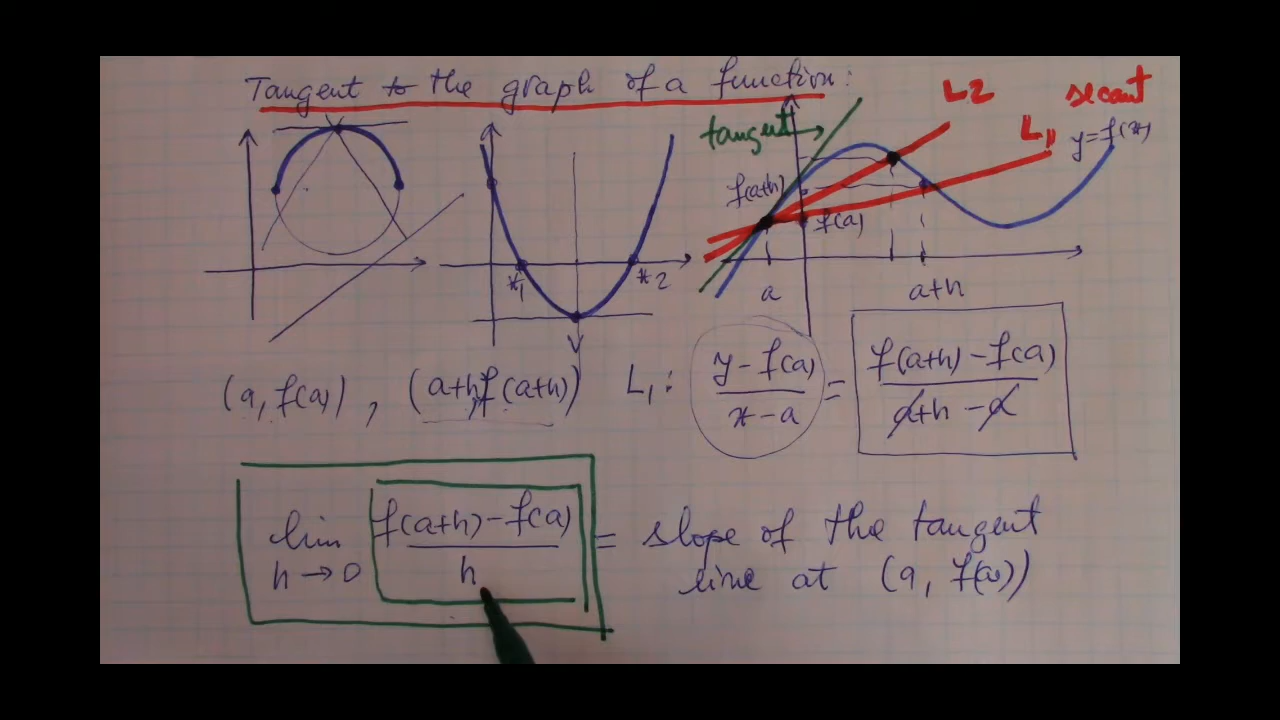 Tangent to the graph of a function:
L2
secant
tangent
L1
y=f(x)
f(a+h)
f(a)
x1
x2
a
a+h
(a, f(a)), (a+h, f(a+h))
L1: (y - f(a))/(x - a) = (f(a+h) - f(a))/(a+h - a)
lim h→0 (f(a+h) - f(a))/h = slope of the tangent
line at (a, f(a))